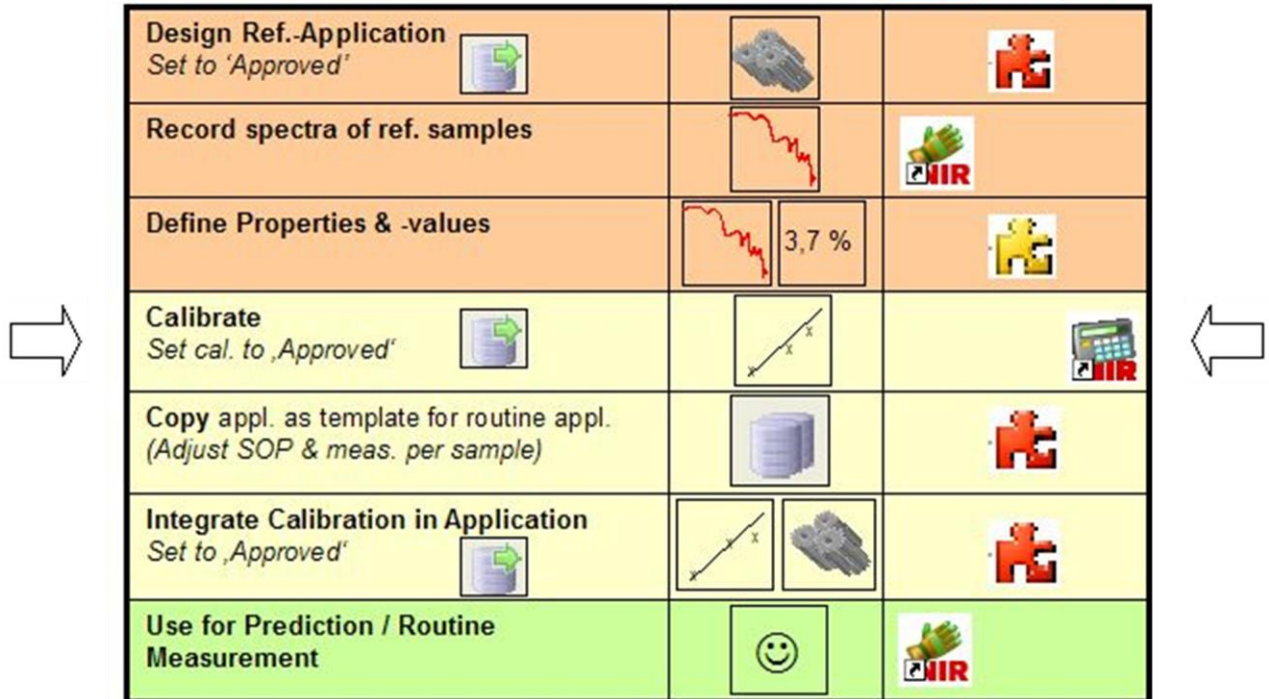 Design Ref.-Application
Set to 'Approved'
Record spectra of ref. samples
NIR
Define Properties & -values
3,7 %
Calibrate
Set cal. to ‚Approved‘
NIR
Copy appl. as template for routine appl.
(Adjust SOP & meas. per sample)
Integrate Calibration in Application
Set to ‚Approved‘
Use for Prediction / Routine
Measurement
NIR